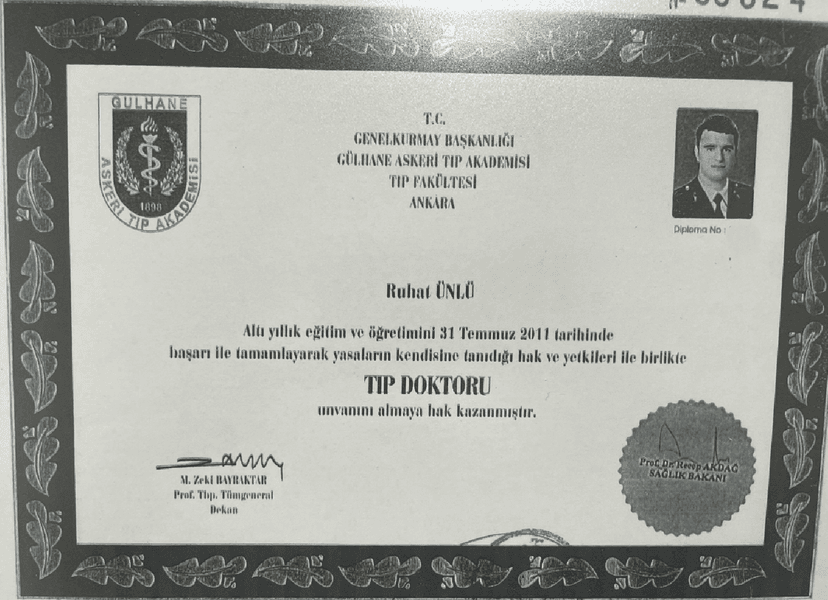 GÜLHANE
ASKERİ TIP AKADEMİSİ
1898
T.C.
GENELKURMAY BAŞKANLIĞI
GÜLHANE ASKERİ TIP AKADEMİSİ
TIP FAKÜLTESİ
ANKARA
Diploma No :
Ruhat ÜNLÜ
Altı yıllık eğitim ve öğretimini 31 Temmuz 2011 tarihinde
başarı ile tamamlayarak yasaların kendisine tanıdığı hak ve yetkileri ile birlikte
TIP DOKTORU
unvanını almaya hak kazanmıştır.
M. Zeki BAYRAKTAR
Prof. Tbp. Tümgeneral
Dekan
Prof. Dr. Recep AKDAĞ
SAĞLIK BAKANI